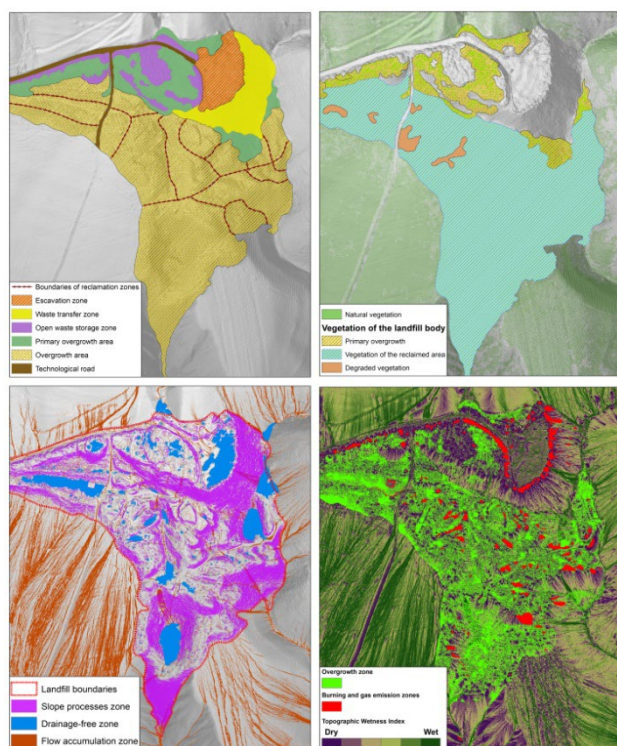 Boundaries of reclamation zones
Escavation zone
Waste transfer zone
Open waste storage zone
Primary overgrowth area
Overgrowth area
Technological road
Natural vegetation
Vegetation of the landfill body
Primary overgrowth
Vegetation of the reclaimed area
Degraded vegetation
Landfill boundaries
Slope processes zone
Drainage-free zone
Flow accumulation zone
Overgrowth zone
Burning and gas emission zones
Topographic Wetness Index
Dry Wet